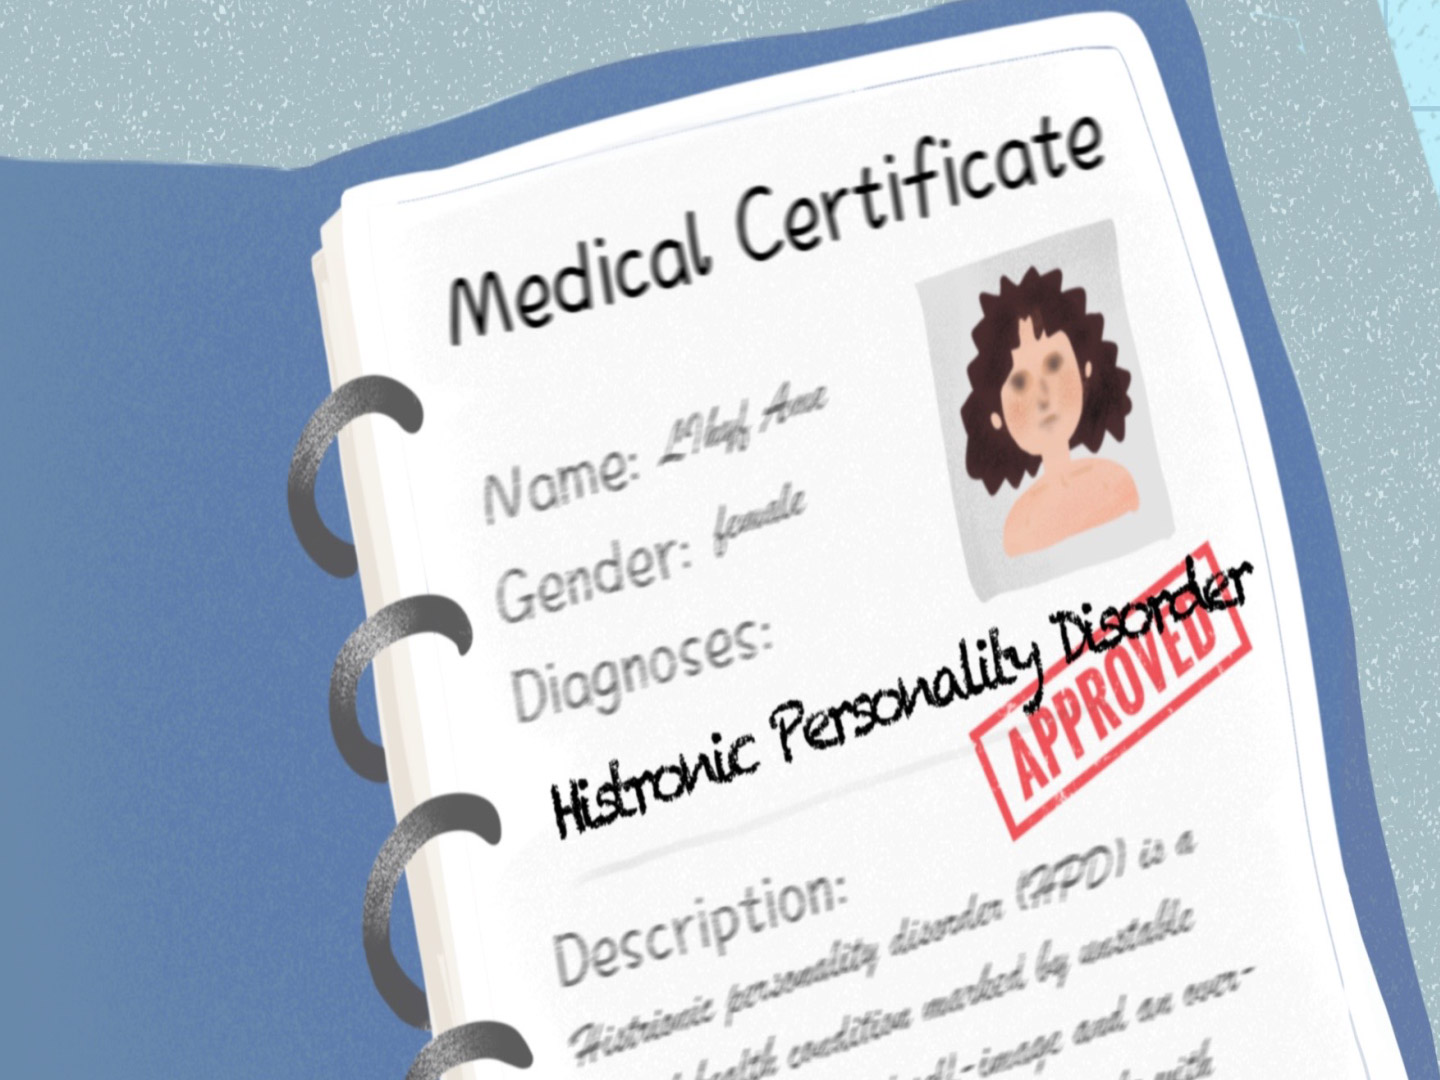 Medical Certificate
Name:
Gender: female
Diagnoses:
Histronic Personality Disorder
APPROVED
Description:
Histrionic personality disorder (HPD) is a
health condition marked by unstable
self-image and an over-
with